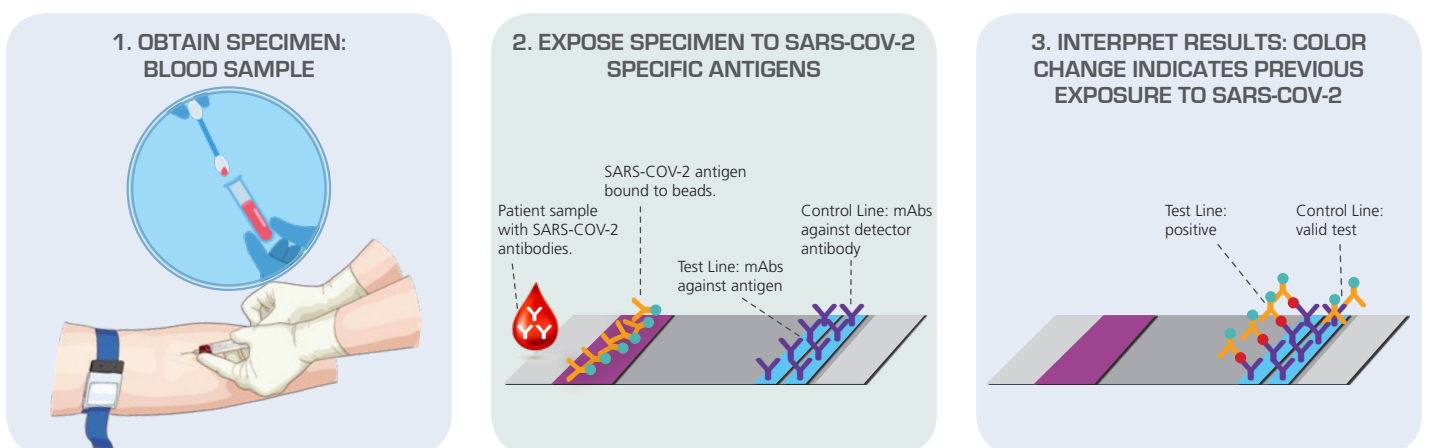 1. OBTAIN SPECIMEN:
BLOOD SAMPLE
2. EXPOSE SPECIMEN TO SARS-COV-2
SPECIFIC ANTIGENS
SARS-COV-2 antigen
bound to beads.
Patient sample
with SARS-COV-2
antibodies.
Control Line: mAbs
against detector
antibody
Test Line: mAbs
against antigen
3. INTERPRET RESULTS: COLOR
CHANGE INDICATES PREVIOUS
EXPOSURE TO SARS-COV-2
Test Line:
positive
Control Line:
valid test